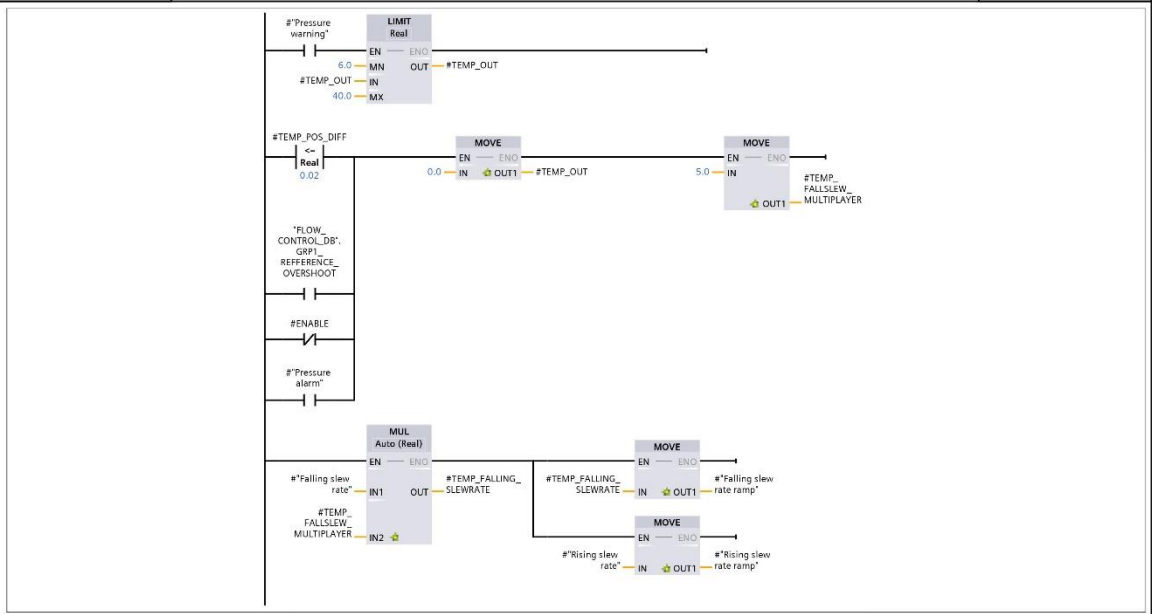 #"Pressure
warning"
LIMIT
Real
EN
ENO
6.0
MN
OUT
#TEMP_OUT
#TEMP_OUT
IN
40.0
MX
#TEMP_POS_DIFF
<=
Real
0.02
MOVE
EN
ENO
0.0
IN
OUT1
#TEMP_OUT
MOVE
EN
ENO
5.0
IN
#TEMP_
FALLSLEW_
MULTIPLAYER
OUT1
"FLOW_
CONTROL_DB".
GRP1_
REFFERENCE_
OVERSHOOT
#ENABLE
#"Pressure
alarm"
MUL
Auto (Real)
EN
ENO
#"Falling slew
rate"
IN1
OUT
#TEMP_FALLING_
SLEWRATE
#TEMP_
FALLSLEW_
MULTIPLAYER
IN2
MOVE
EN
ENO
#TEMP_FALLING_
SLEWRATE
IN
OUT1
#"Falling slew
rate ramp"
MOVE
EN
ENO
#"Rising slew
rate"
IN
OUT1
#"Rising slew
rate ramp"